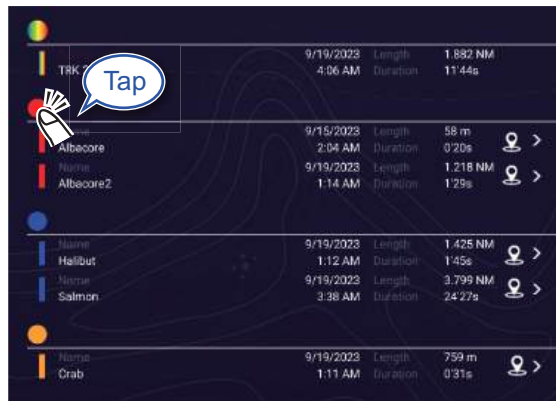 9/19/2023 Length 1.882 NM
TRK 4:06 AM Duration 11'44s
Tap
Name 9/15/2023 Length 58 m
Albacore 2:04 AM Duration 0'20s
Name 9/19/2023 Length 1.218 NM
Albacore2 1:14 AM Duration 1'29s
Name 9/19/2023 Length 1.425 NM
Halibut 1:12 AM Duration 1'45s
Name 9/19/2023 Length 3.799 NM
Salmon 3:38 AM Duration 24'27s
Name 9/19/2023 Length 759 m
Crab 1:11 AM Duration 0'31s